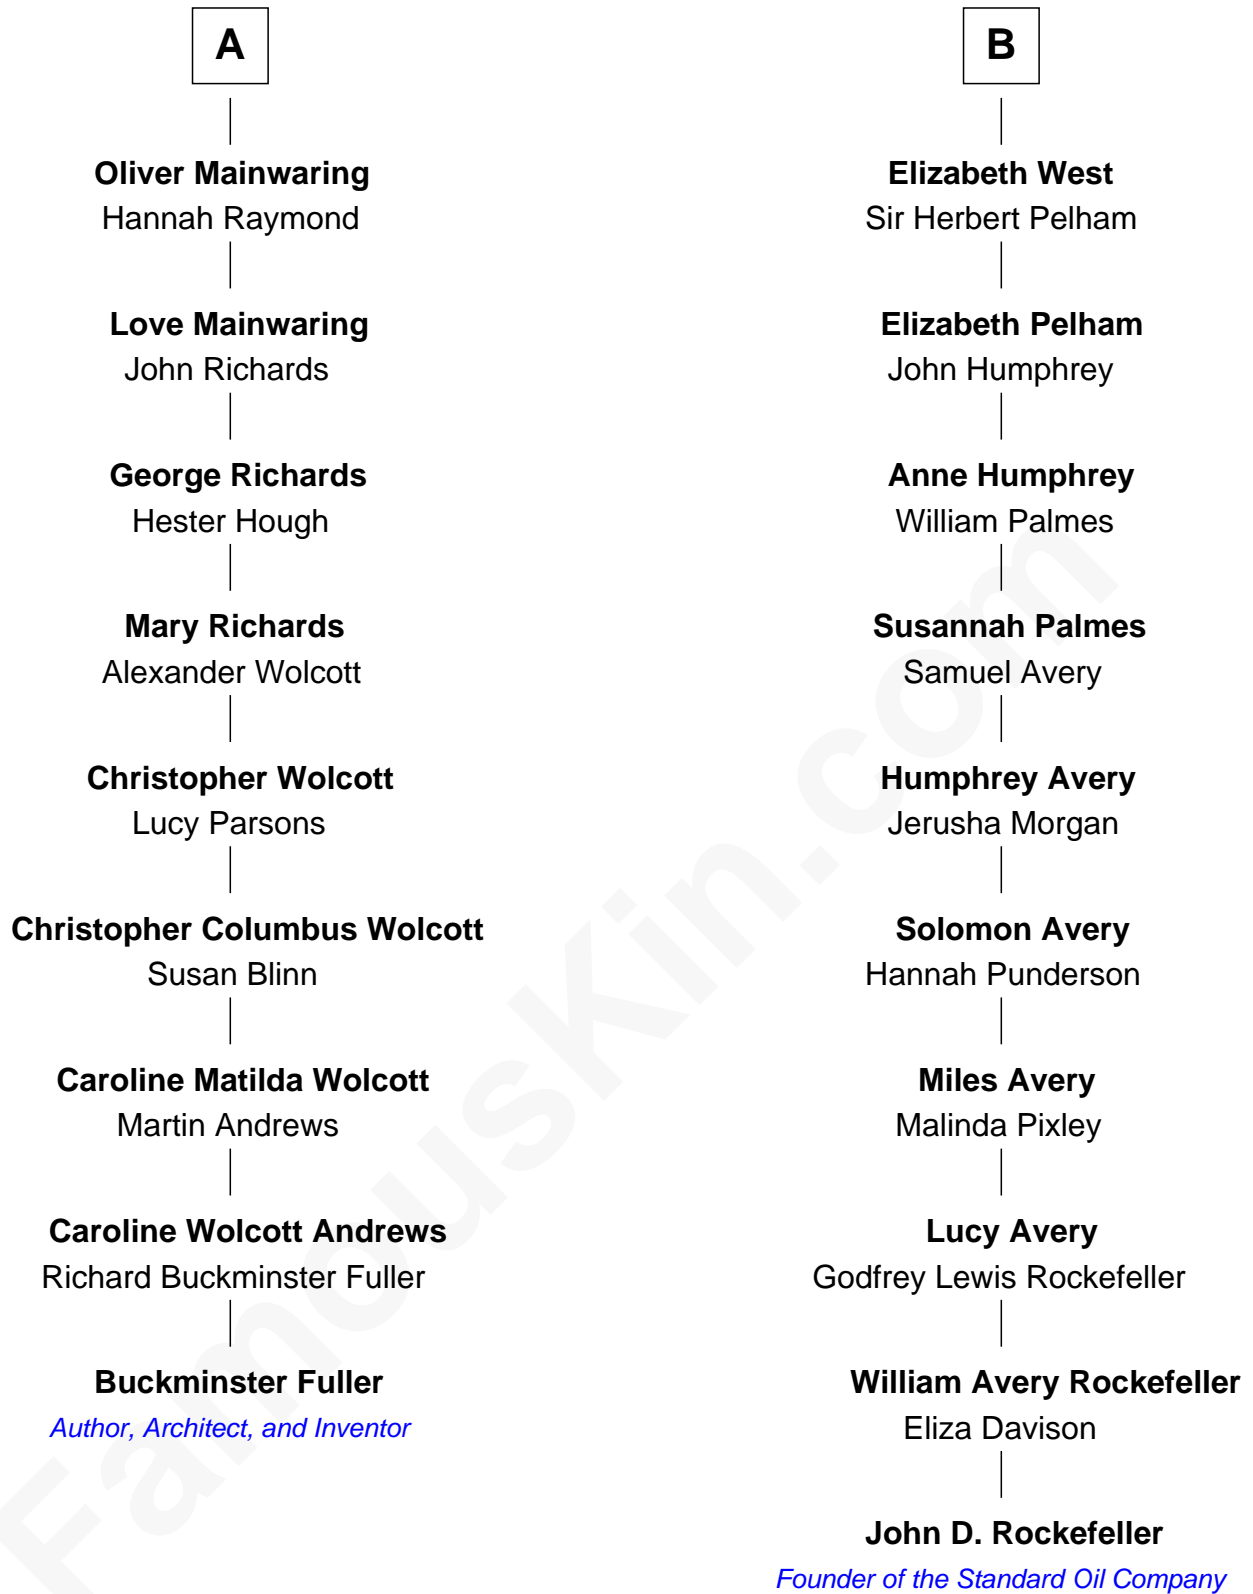 A
Oliver Mainwaring
Hannah Raymond
Love Mainwaring
John Richards
George Richards
Hester Hough
Mary Richards
Alexander Wolcott
Christopher Wolcott
Lucy Parsons
Christopher Columbus Wolcott
Susan Blinn
Caroline Matilda Wolcott
Martin Andrews
Caroline Wolcott Andrews
Richard Buckminster Fuller
Buckminster Fuller
Author, Architect, and Inventor
B
Elizabeth West
Sir Herbert Pelham
Elizabeth Pelham
John Humphrey
Anne Humphrey
William Palmes
Susannah Palmes
Samuel Avery
Humphrey Avery
Jerusha Morgan
Solomon Avery
Hannah Punderson
Miles Avery
Malinda Pixley
Lucy Avery
Godfrey Lewis Rockefeller
William Avery Rockefeller
Eliza Davison
John D. Rockefeller
Founder of the Standard Oil Company
FamousKin.com